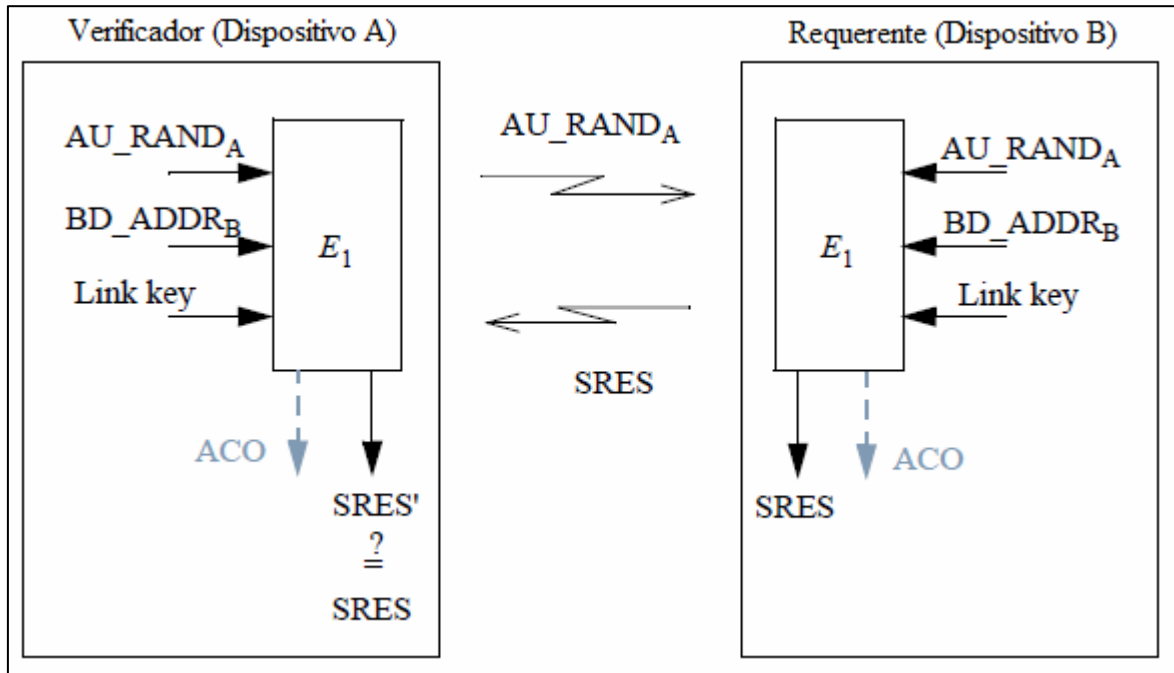 Verificador (Dispositivo A)
AU_RANDA
BD_ADDRB
Link key
E1
ACO
SRES'
?
=
SRES
AU_RANDA
SRES
Requerente (Dispositivo B)
E1
AU_RANDA
BD_ADDRB
Link key
SRES
ACO